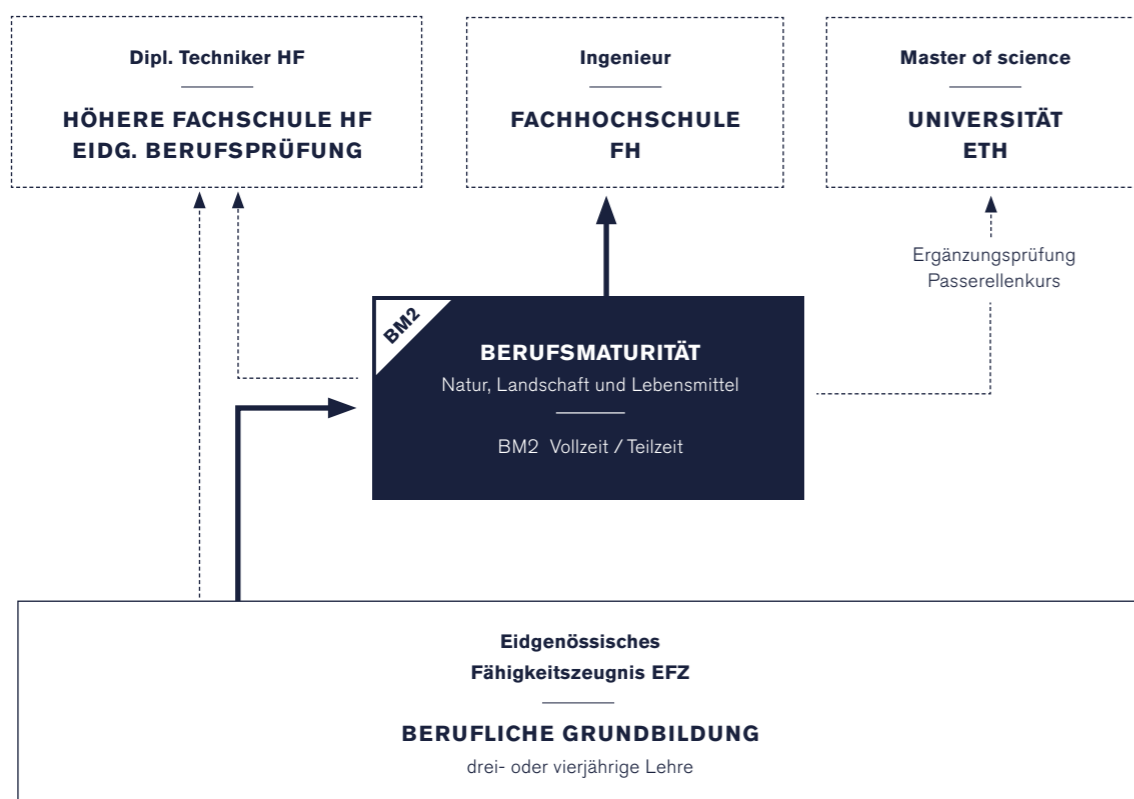 Dipl. Techniker HF
HÖHERE FACHSCHULE HF
EIDG. BERUFSPRÜFUNG
Ingenieur
FACHHOCHSCHULE
FH
Master of science
UNIVERSITÄT
ETH
Ergänzungsprüfung
Passerellenkurs
BM2
BERUFSMATURITÄT
Natur, Landschaft und Lebensmittel
BM2 Vollzeit / Teilzeit
Eidgenössisches
Fähigkeitszeugnis EFZ
BERUFLICHE GRUNDBILDUNG
drei- oder vierjährige Lehre